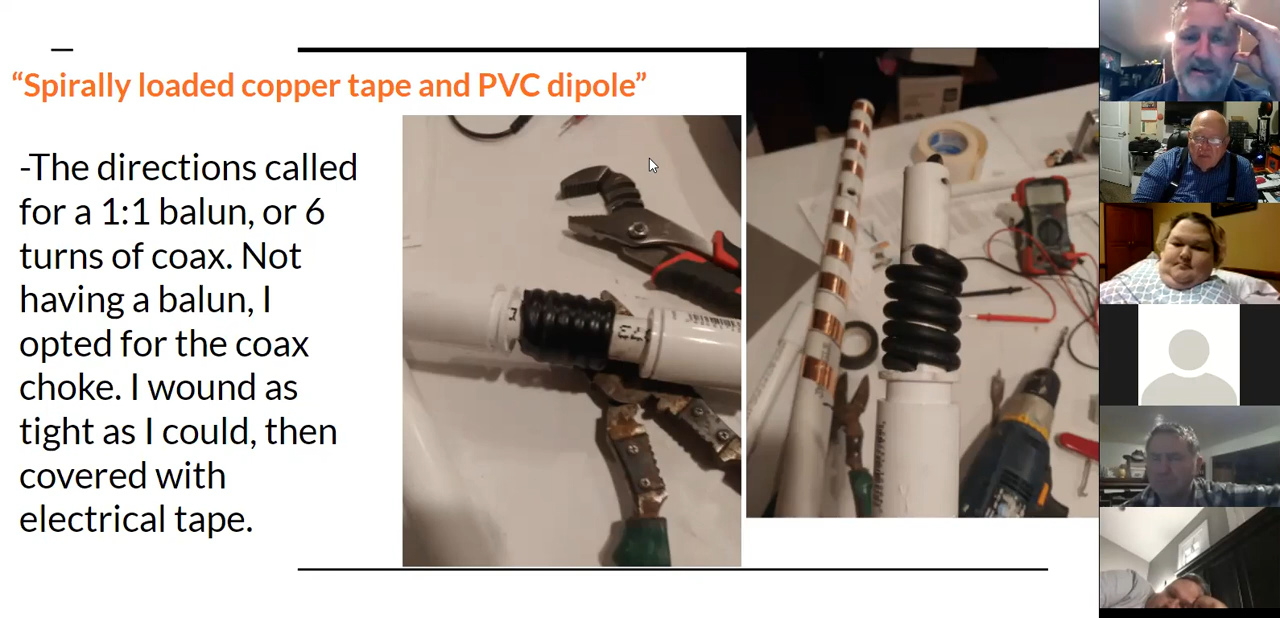 “Spirally loaded copper tape and PVC dipole”
-The directions called
for a 1:1 balun, or 6
turns of coax. Not
having a balun, I
opted for the coax
choke. I wound as
tight as I could, then
covered with
electrical tape.